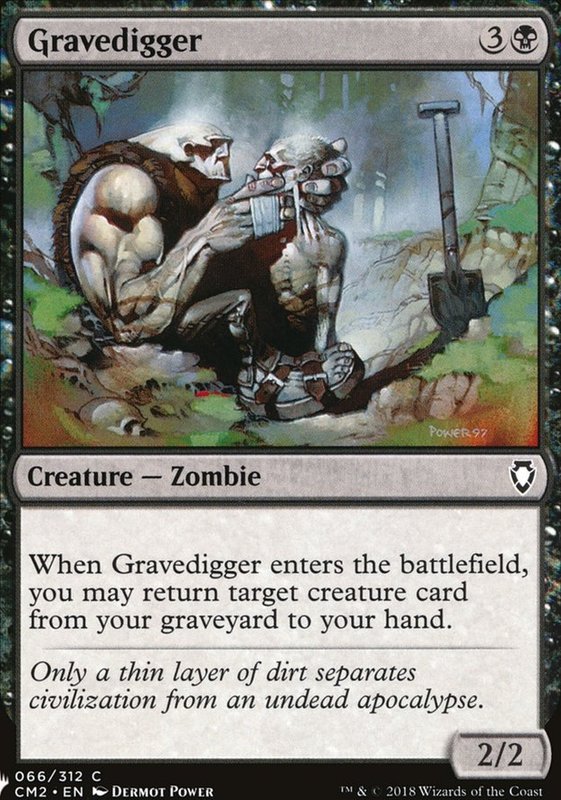 Gravedigger 3
POWER97
Creature — Zombie
When Gravedigger enters the battlefield,
you may return target creature card
from your graveyard to your hand.
Only a thin layer of dirt separates
civilization from an undead apocalypse.
2/2
066/312 C
CM2 • EN DERMOT POWER
™ & © 2018 Wizards of the Coast